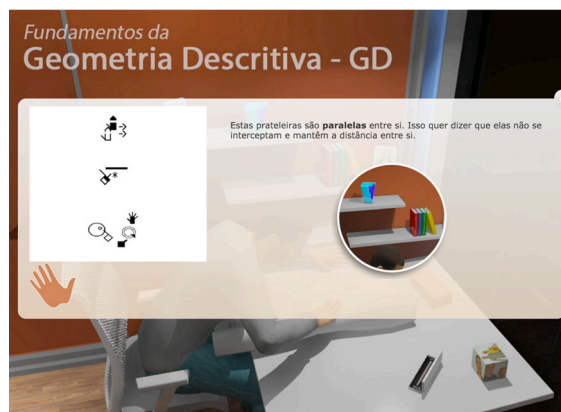 Fundamentos da
Geometria Descritiva - GD
Estas prateleiras são paralelas entre si. Isso quer dizer que elas não se
interceptam e mantêm a distância entre si.